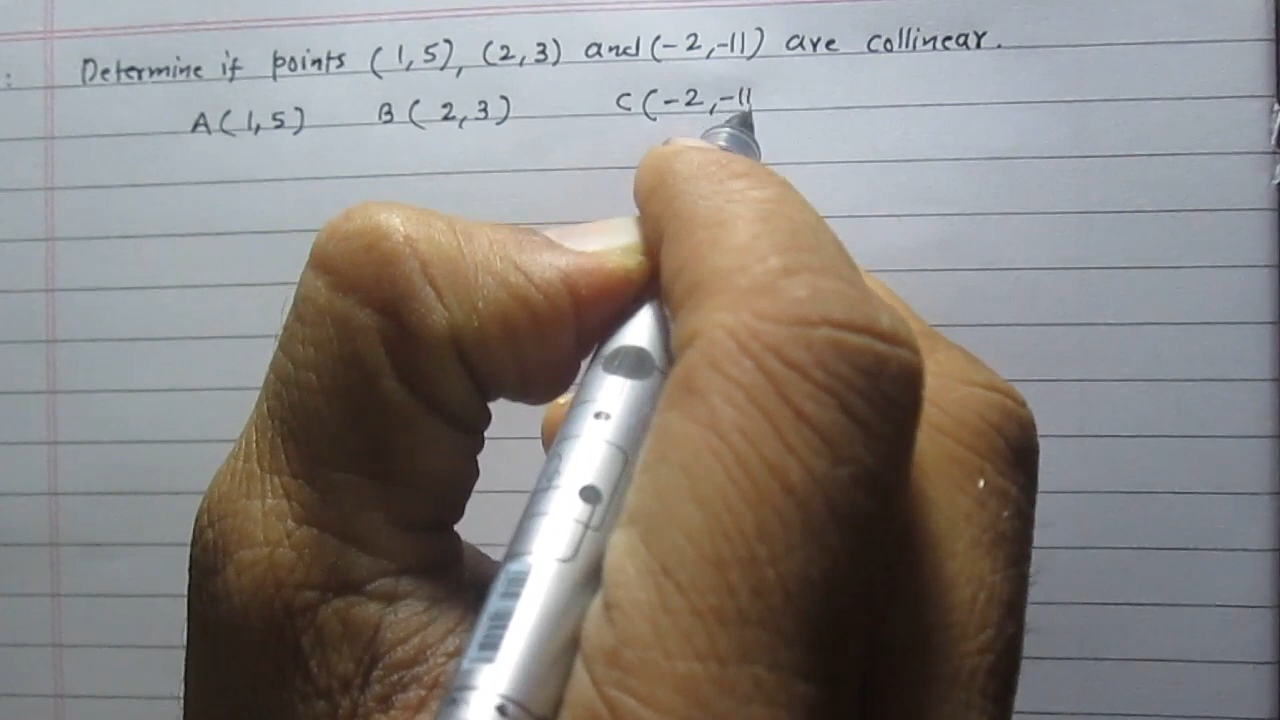 : Determine if points (1,5), (2,3) and (-2,-11) are collinear.
A(1,5) B(2,3) C(-2,-11